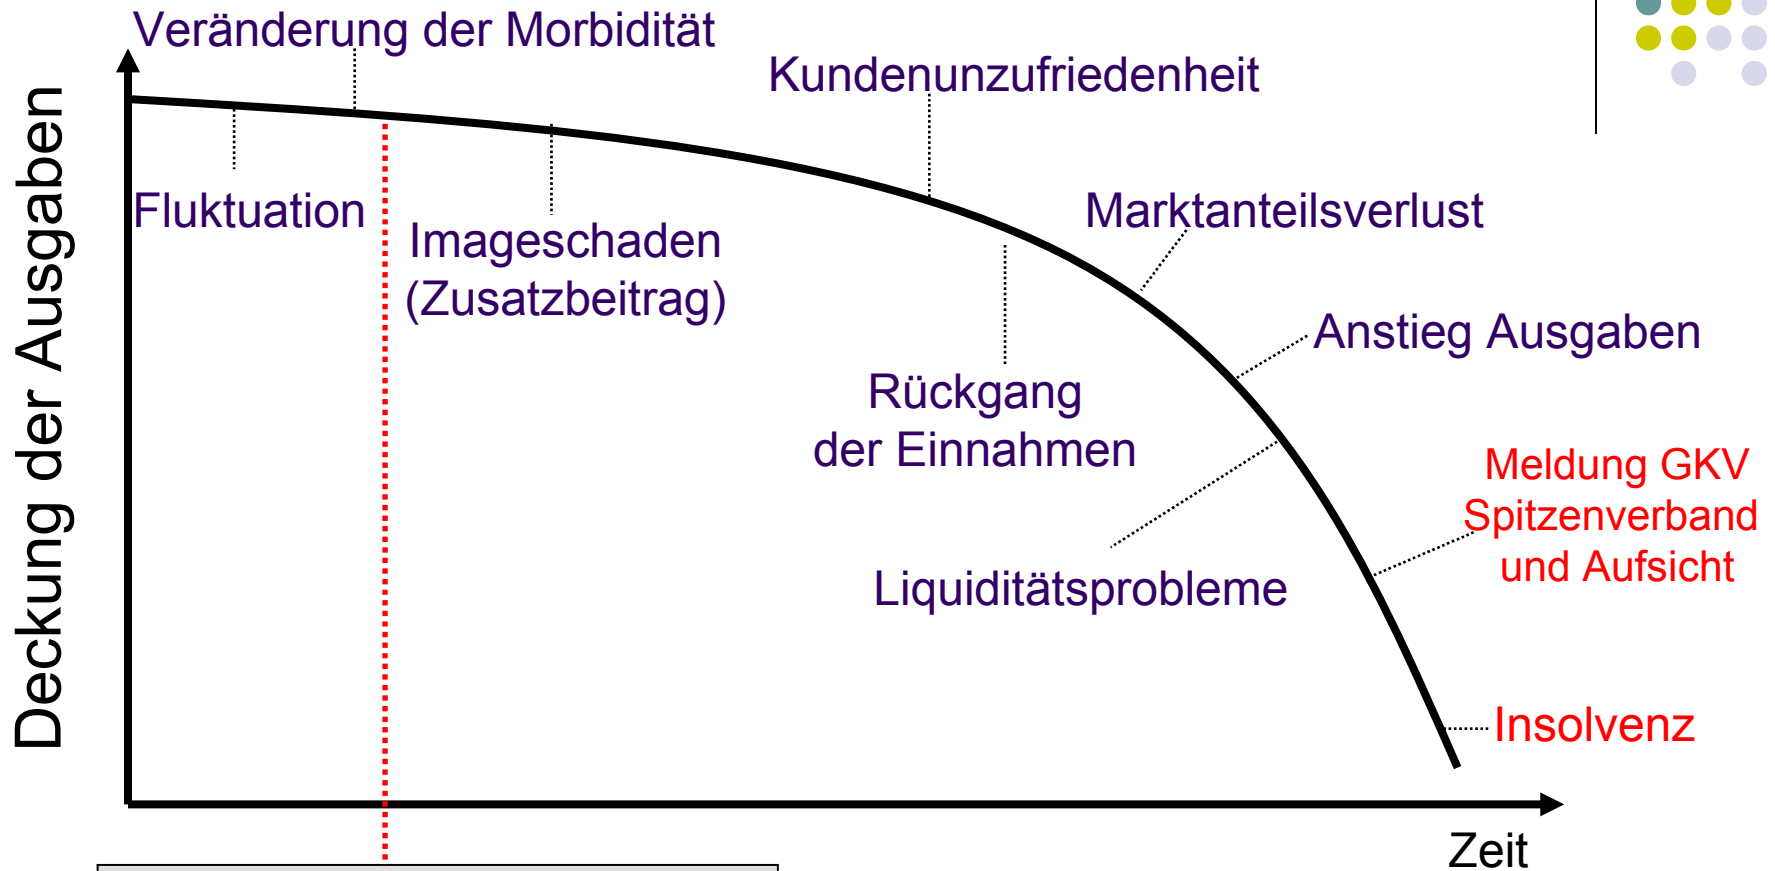 Veränderung der Morbidität
Kundenunzufriedenheit
Deckung der Ausgaben
Fluktuation
Imageschaden
(Zusatzbeitrag)
Marktanteilsverlust
Anstieg Ausgaben
Rückgang
der Einnahmen
Meldung GKV
Spitzenverband
und Aufsicht
Liquiditätsprobleme
Insolvenz
Zeit